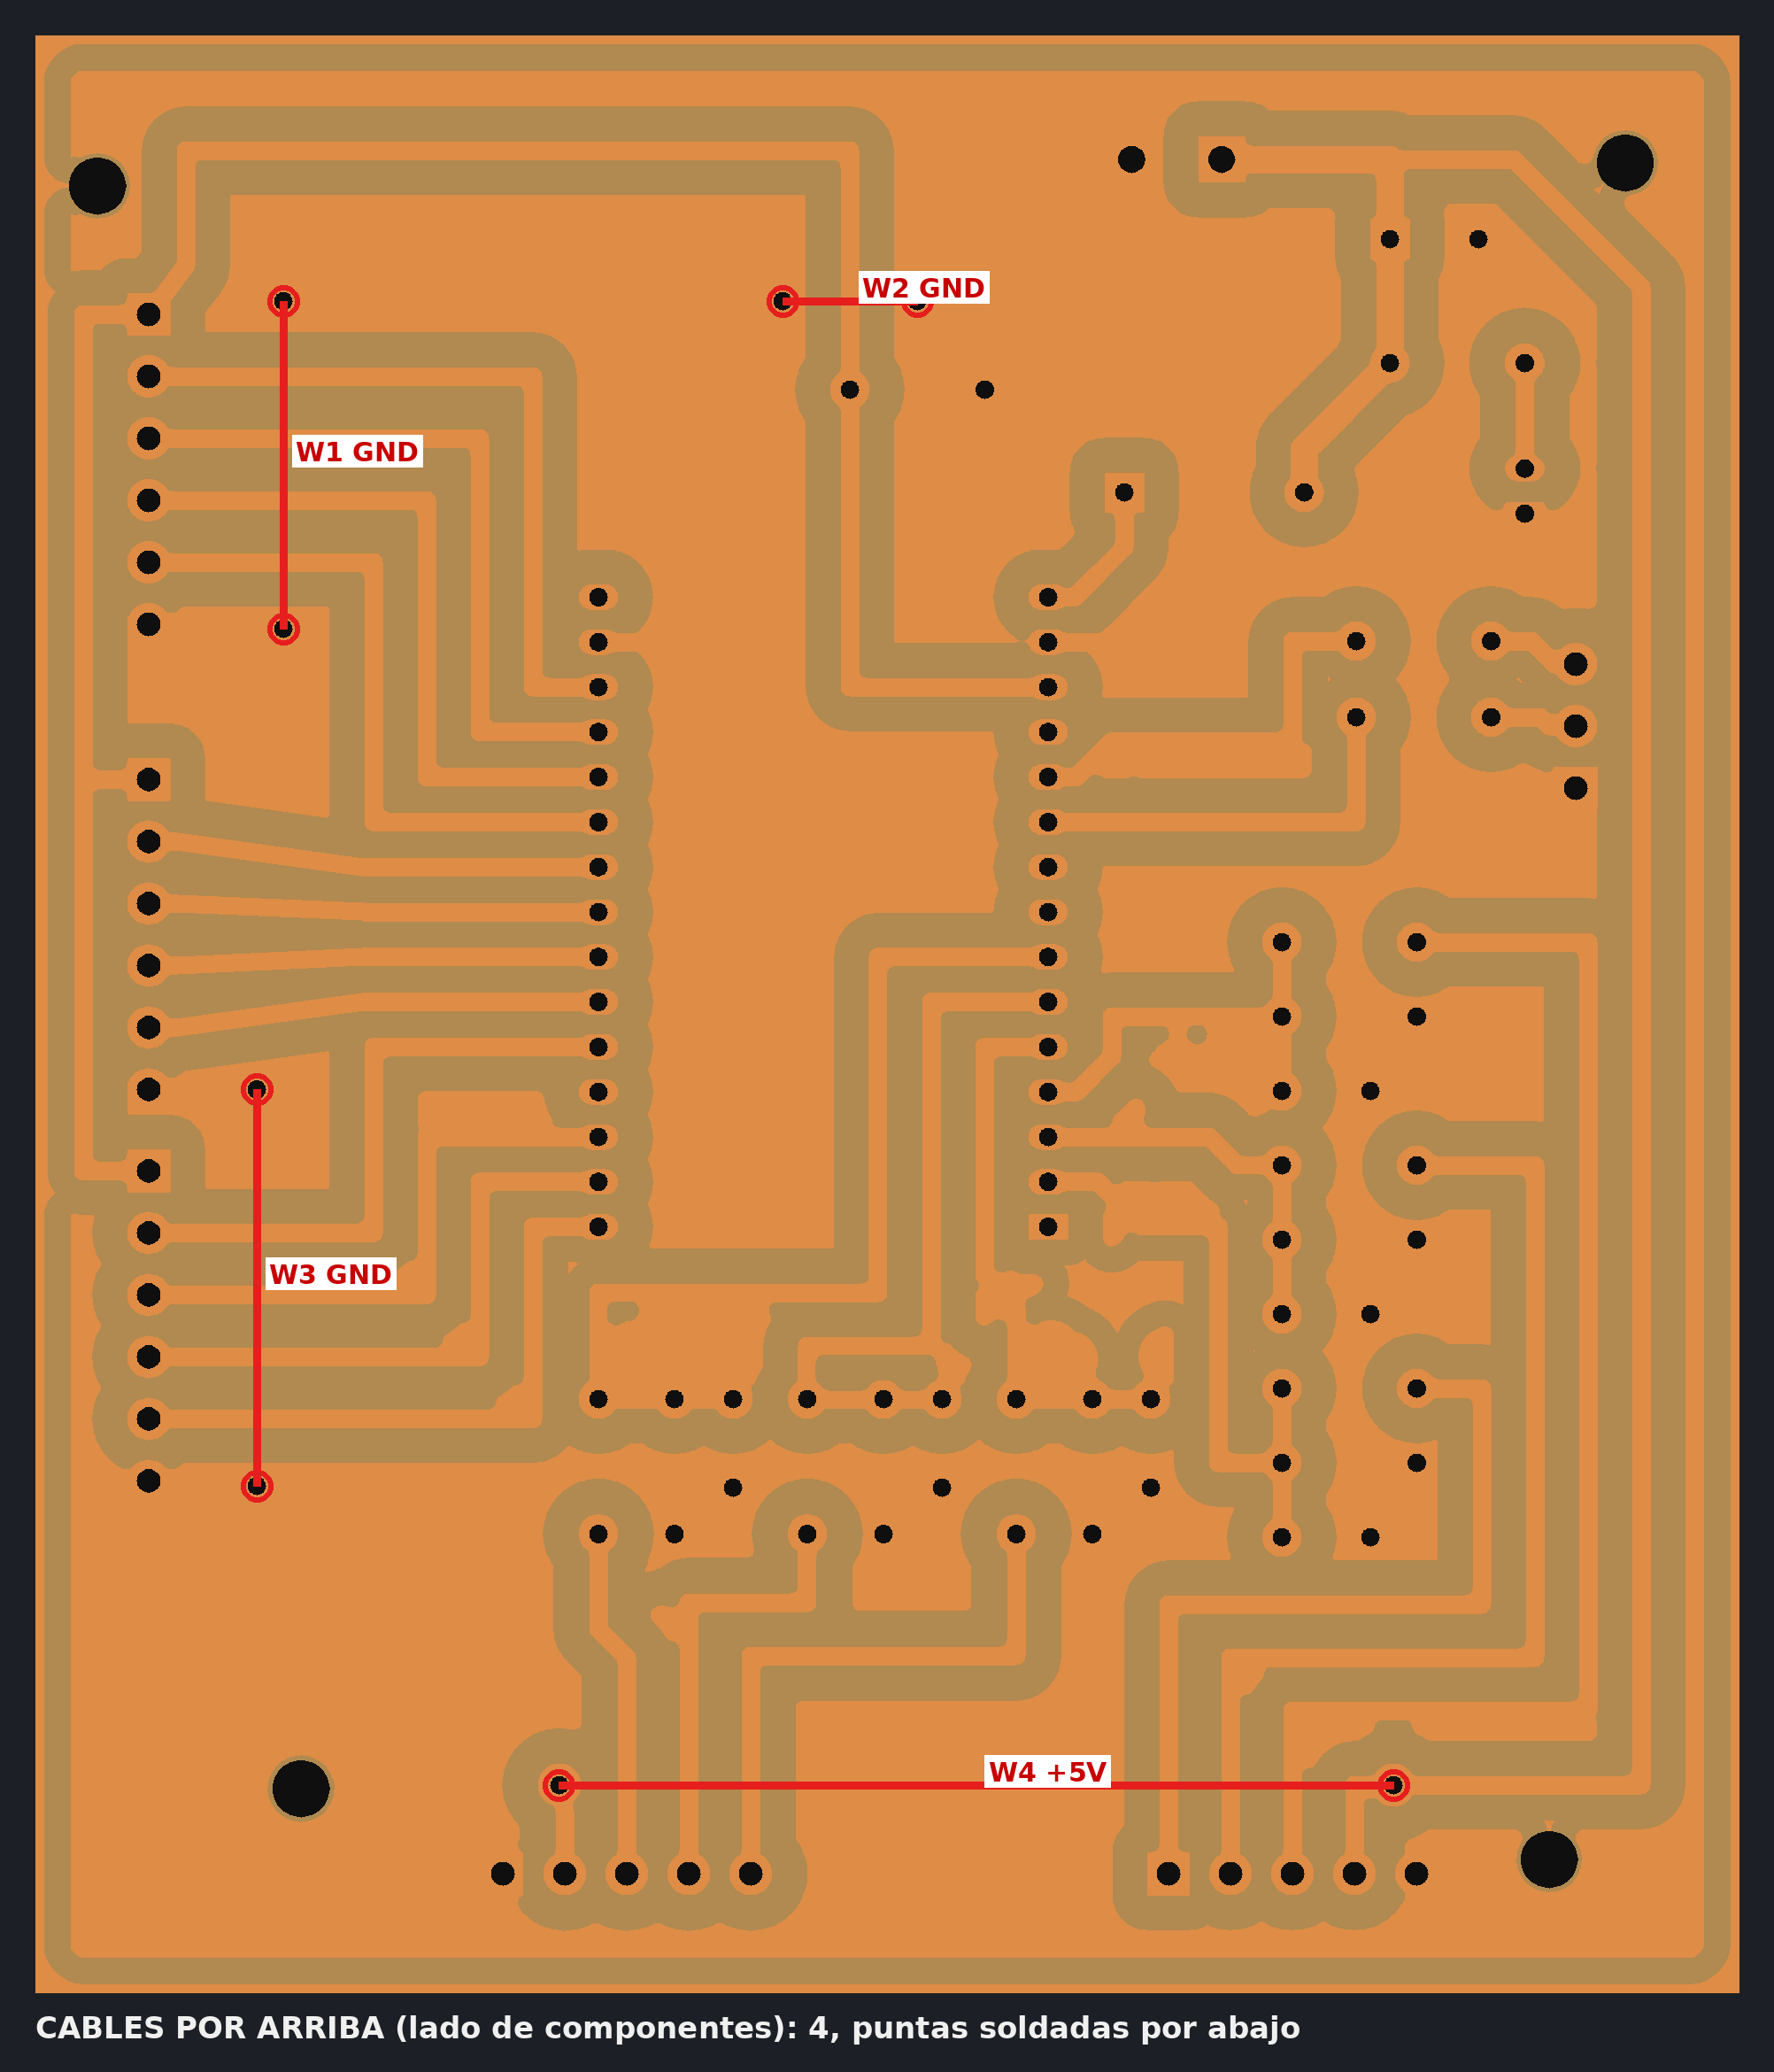 W2 GND
W1 GND
W3 GND
W4 +5V
CABLES POR ARRIBA (lado de componentes): 4, puntas soldadas por abajo